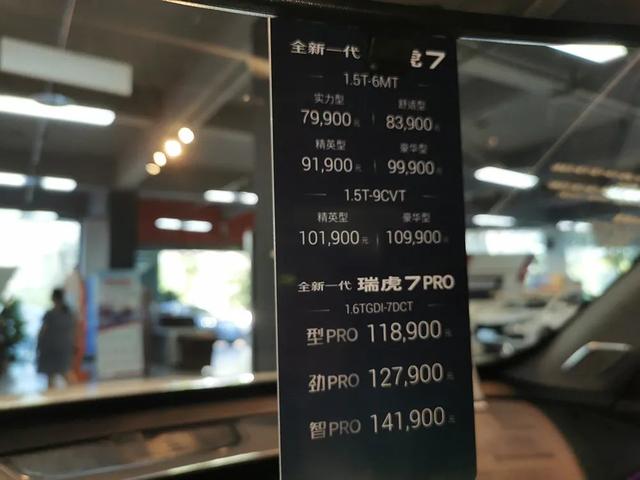 全新一代 虎7
1.5T-6MT
实力型 舒适型
79,900元 83,900元
精英型 豪华型
91,900元 99,900元
1.5T-9CVT
精英型 豪华型
101,900元 109,900元
全新一代 瑞虎7PRO
1.6TGDI-7DCT
型PRO 118,900元
劲PRO 127,900元
智PRO 141,900元